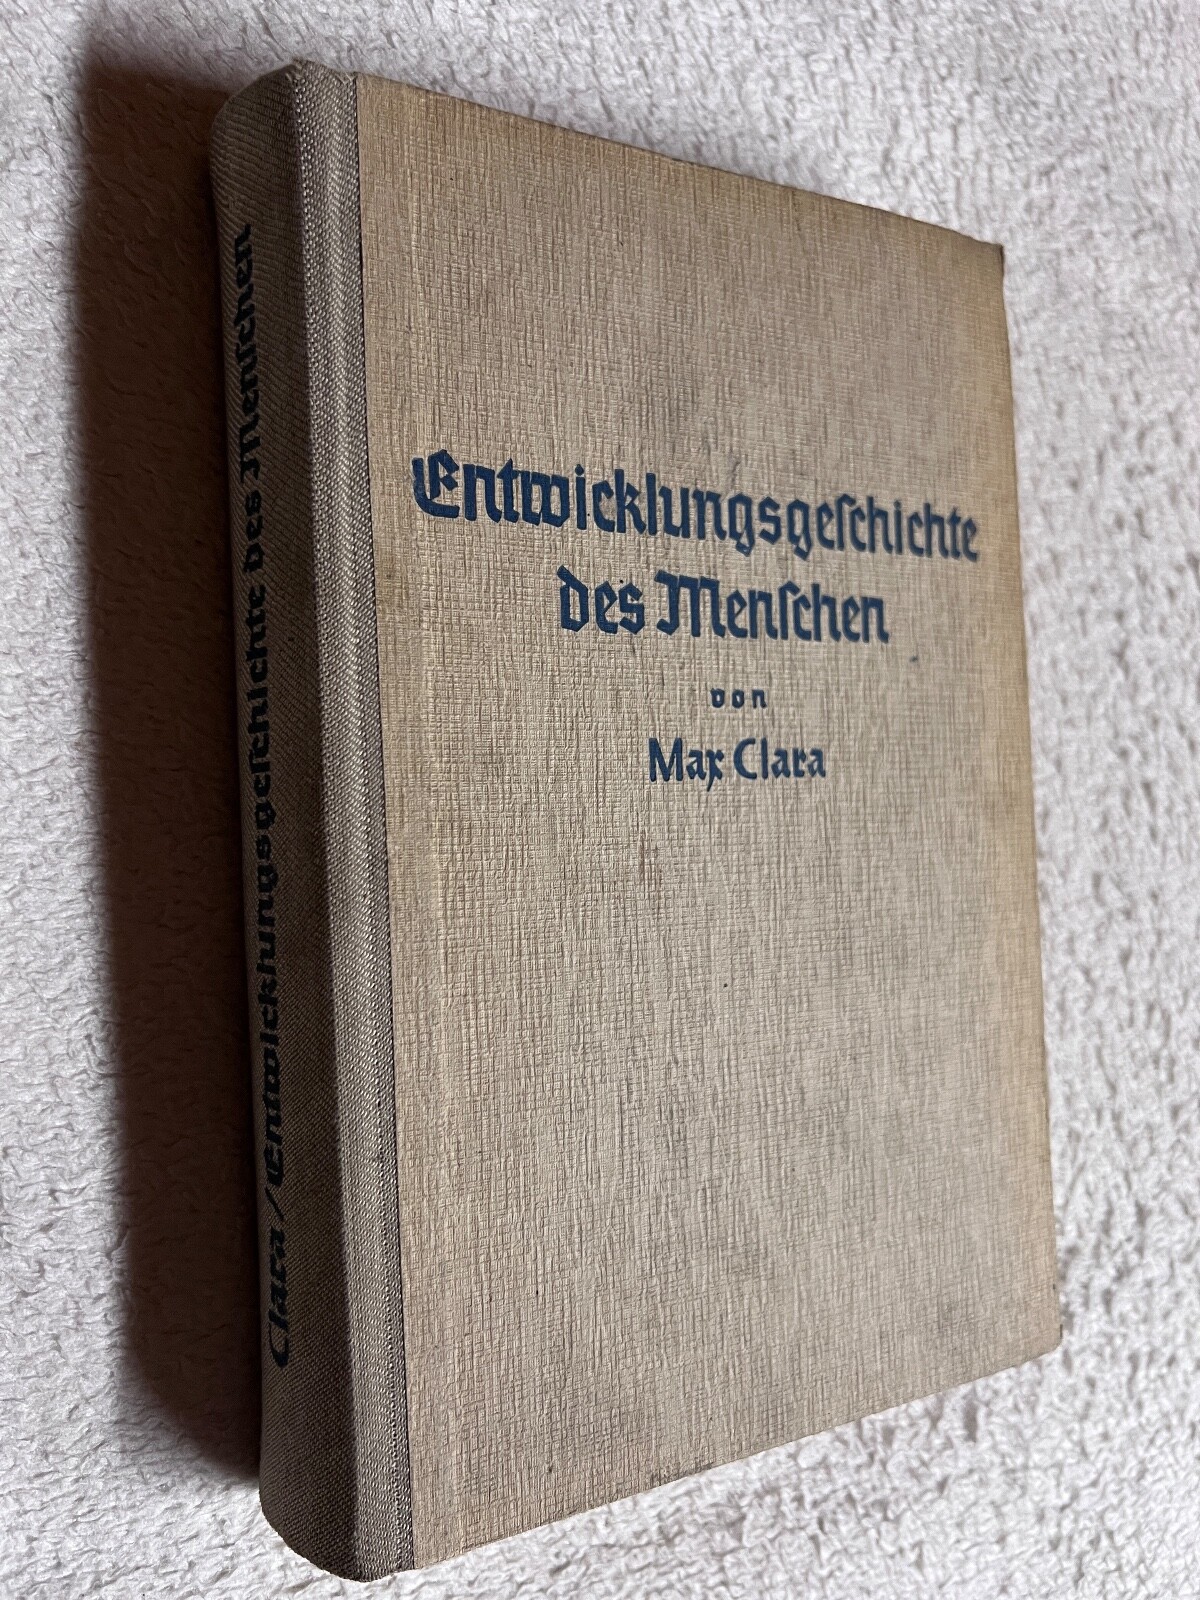 Entwicklungsgeſchichte
des Menſchen
von
Max Clara
Clara/Entwicklungsgeſchichte des Menſchen